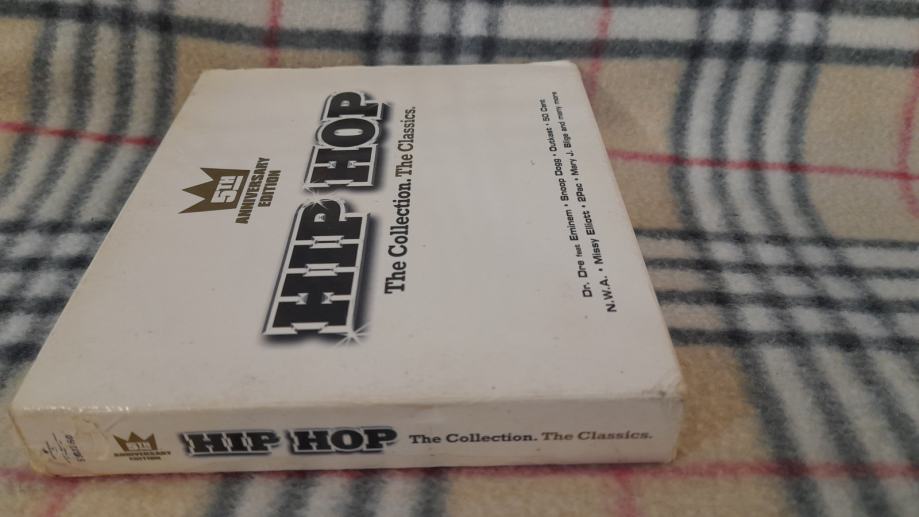 5TH
ANNIVERSARY
EDITION
HIP HOP
The Collection. The Classics.
Dr. Dre feat Eminem • Snoop Dogg • Outkast • 50 Cent
N.W.A. • Missy Elliott • 2Pac • Mary J. Blige and many more
5TH
ANNIVERSARY
EDITION
HIP HOP
The Collection. The Classics.